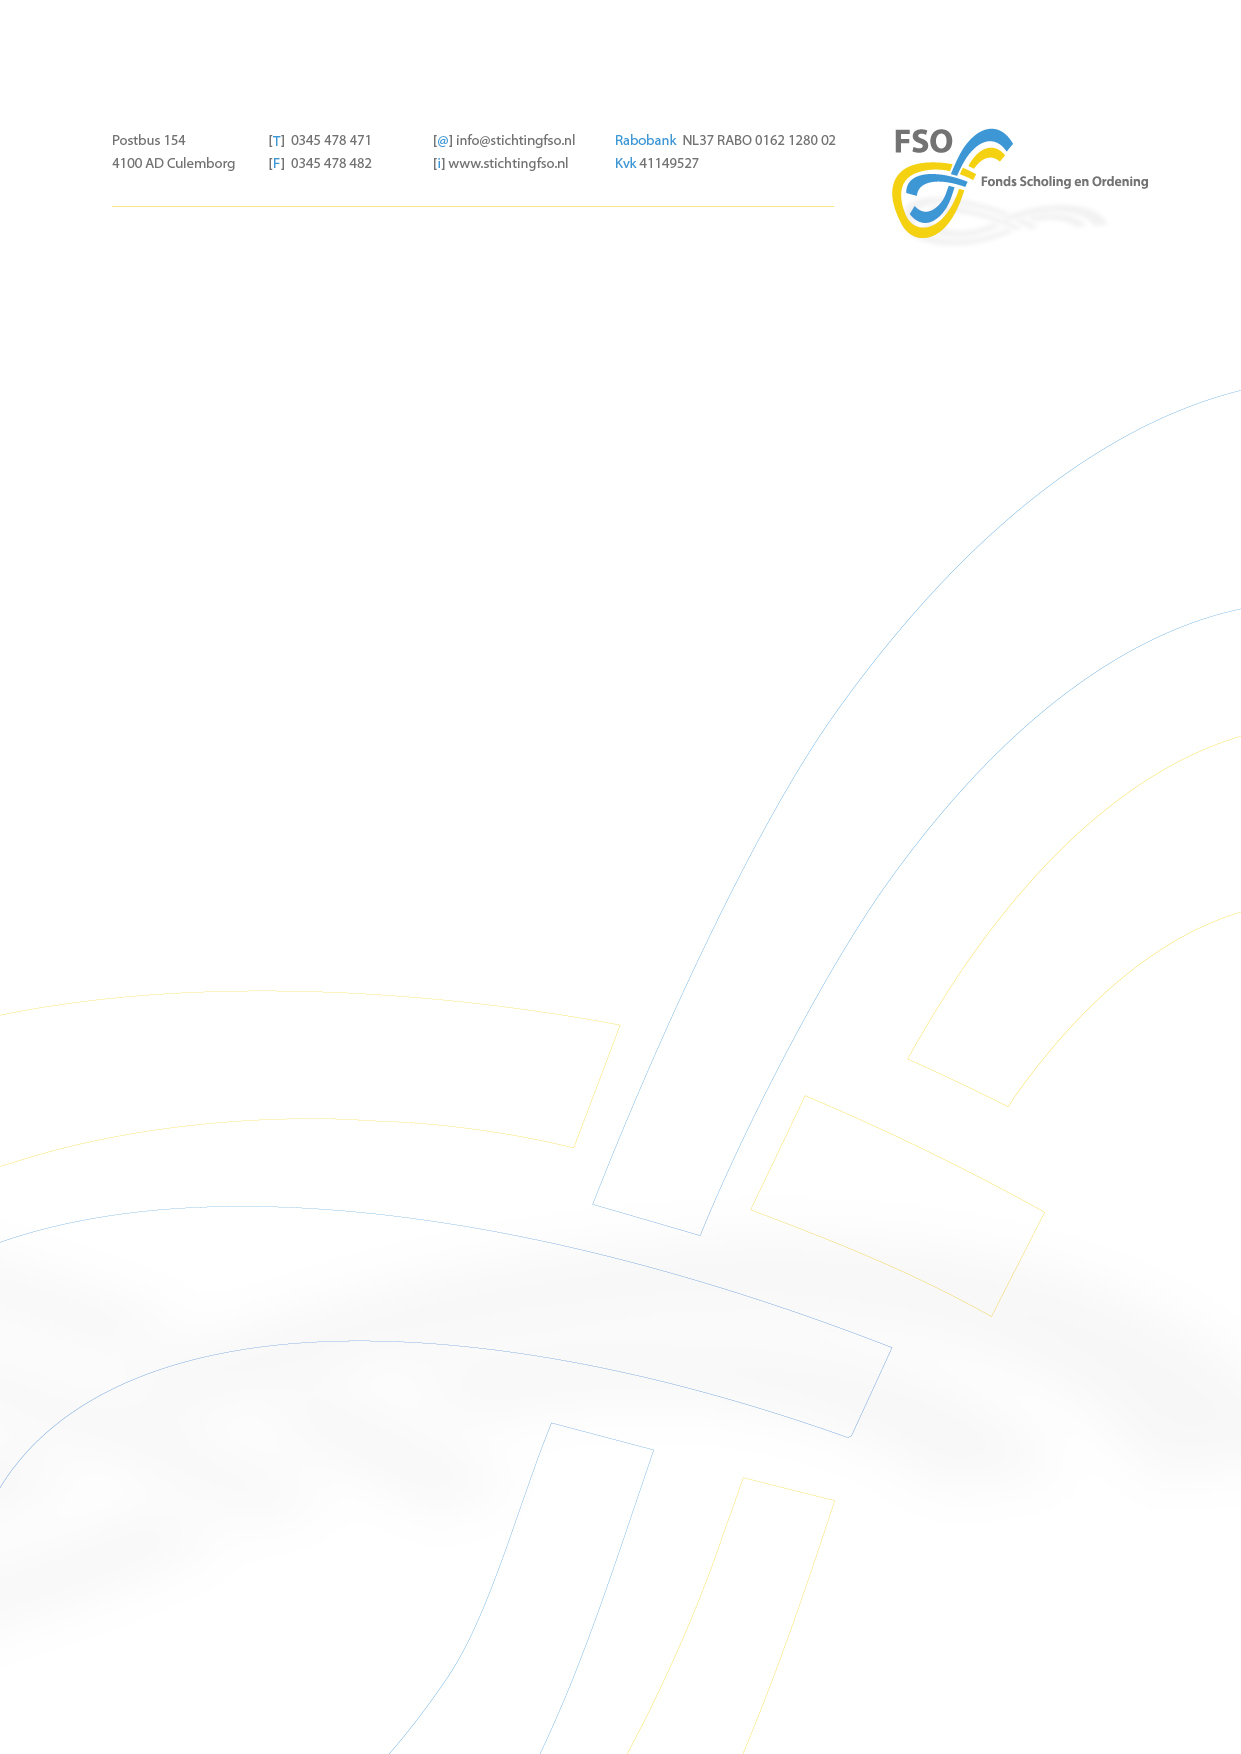 Postbus 154 [T] 0345 478 471 [@] info@stichtingfso.nl Rabobank NL37 RABO 0162 1280 02
4100 AD Culemborg [F] 0345 478 482 [i] www.stichtingfso.nl Kvk 41149527
FSO
Fonds Scholing en Ordening